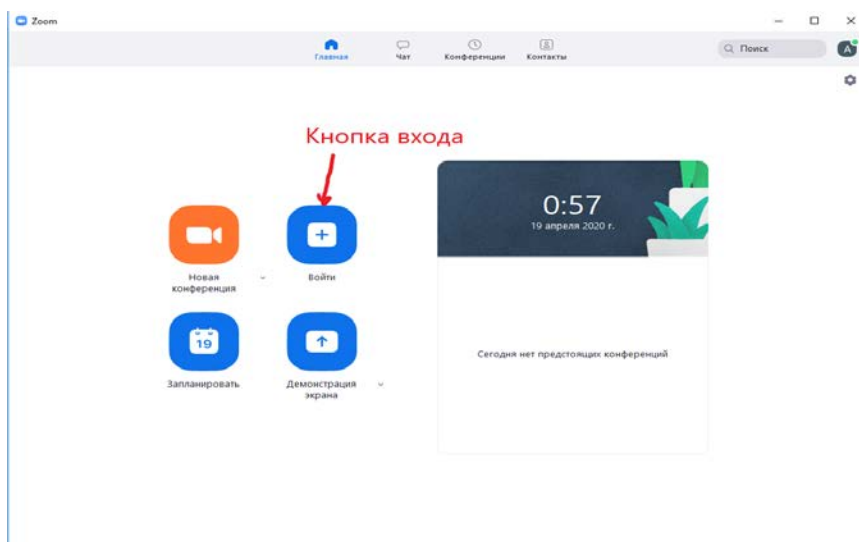 Zoom
Главная
Чат
Конференции
Контакты
Поиск
A
Кнопка входа
0:57
19 апреля 2020 г.
Новая
конференция
Войти
19
Запланировать
Демонстрация
экрана
Сегодня нет предстоящих конференций